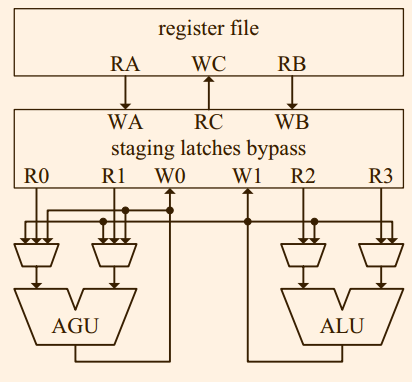 register file
RA WC RB
WA RC WB
staging latches bypass
R0 R1 W0 W1 R2 R3
AGU ALU